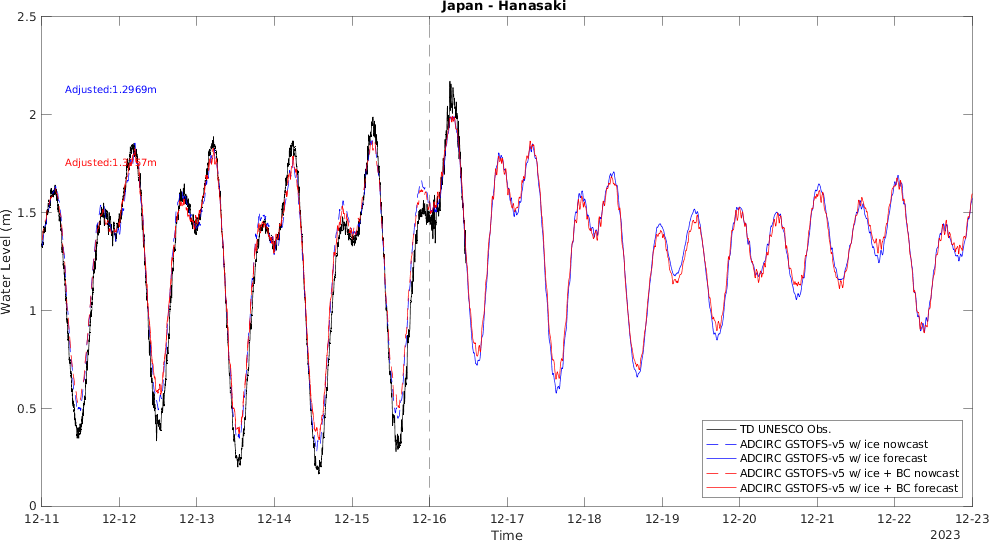 Japan - Hanasaki
2.5
2
1.5
1
0.5
0
Water Level (m)
Adjusted:1.2969m
12-11
12-12
12-13
12-14
12-15
12-16
12-17
12-18
12-19
12-20
12-21
12-22
12-23
Time
2023
TD UNESCO Obs.
ADCIRC GSTOFS-v5 w/ ice nowcast
ADCIRC GSTOFS-v5 w/ ice forecast
ADCIRC GSTOFS-v5 w/ ice + BC nowcast
ADCIRC GSTOFS-v5 w/ ice + BC forecast